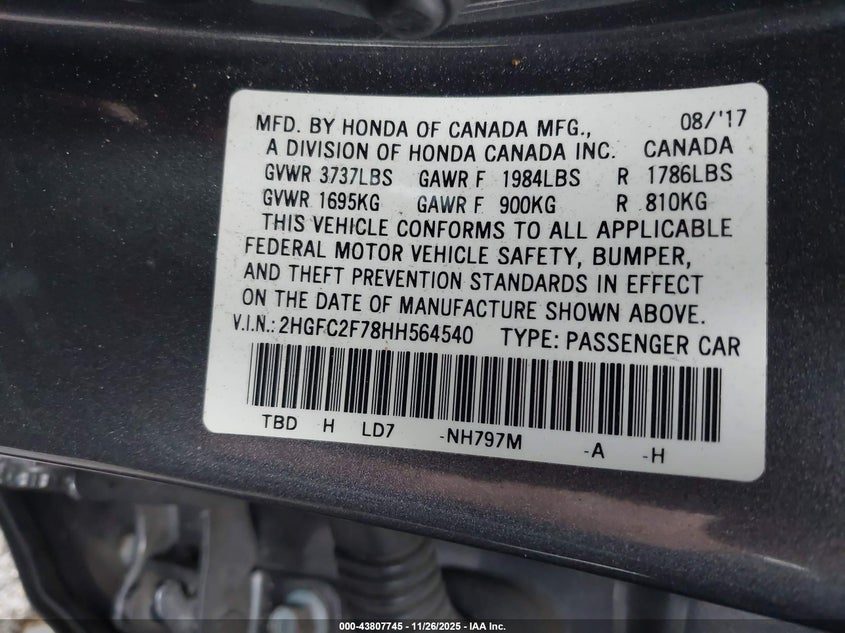 MFD. BY HONDA OF CANADA MFG., 08/'17
A DIVISION OF HONDA CANADA INC. CANADA
GVWR 3737LBS GAWR F 1984LBS R 1786LBS
GVWR 1695KG GAWR F 900KG R 810KG
THIS VEHICLE CONFORMS TO ALL APPLICABLE
FEDERAL MOTOR VEHICLE SAFETY, BUMPER,
AND THEFT PREVENTION STANDARDS IN EFFECT
ON THE DATE OF MANUFACTURE SHOWN ABOVE.
V.I.N.: 2HGFC2F78HH564540 TYPE: PASSENGER CAR
TBD H LD7 -NH797M -A -H
000-43807745 - 11/26/2025 - IAA Inc.